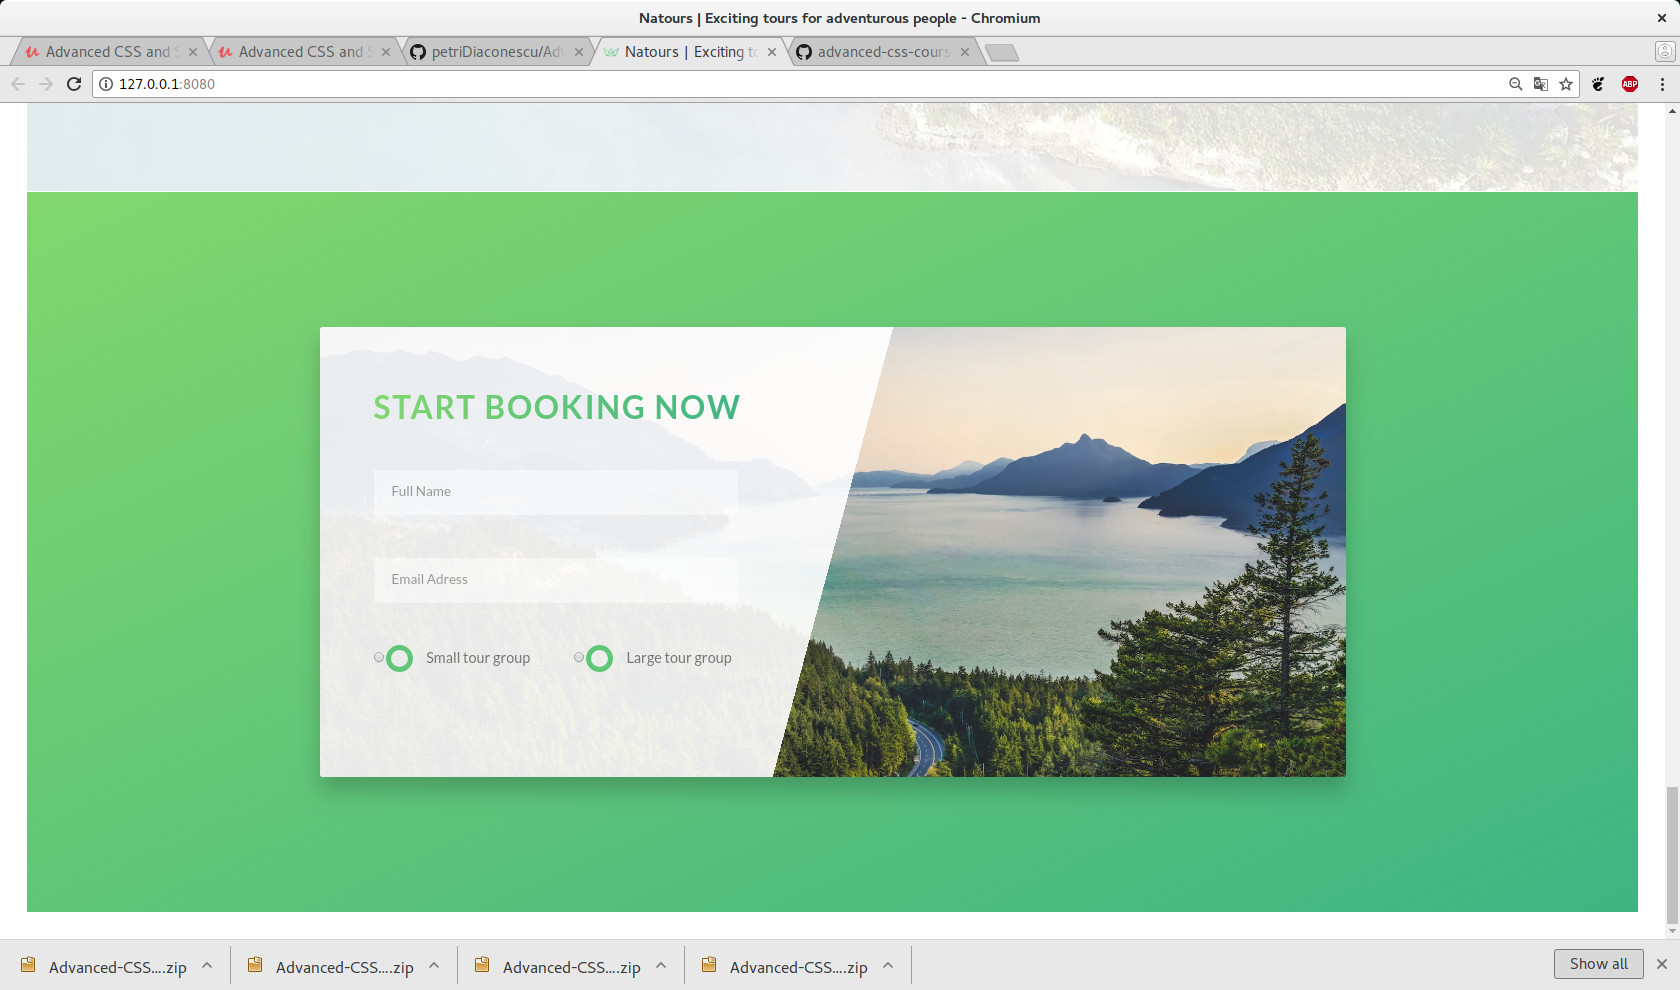 Natours | Exciting tours for adventurous people - Chromium
Advanced CSS and S
Advanced CSS and S
petriDiaconescu/Adv
Natours | Exciting to
advanced-css-cours
127.0.0.1:8080
ABP
START BOOKING NOW
Full Name
Email Adress
Small tour group
Large tour group
Advanced-CSS....zip
Advanced-CSS....zip
Advanced-CSS....zip
Advanced-CSS....zip
Show all